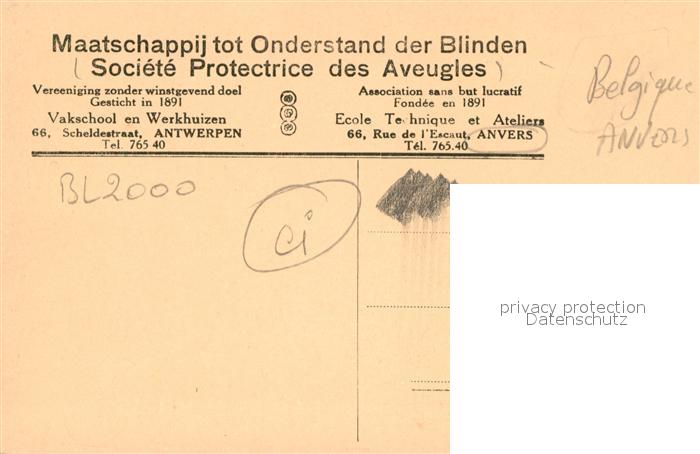 Maatschappij tot Onderstand der Blinden
( Société Protectrice des Aveugles )
Vereeniging zonder winstgevend doel
Gesticht in 1891
Vakschool en Werkhuizen
66, Scheldestraat, ANTWERPEN
Tel. 765 40
Association sans but lucratif
Fondée en 1891
Ecole Technique et Ateliers
66, Rue de l'Escaut, ANVERS
Tél. 765.40
Belgique
ANVERS
BL2000
Ci
privacy protection
Datenschutz